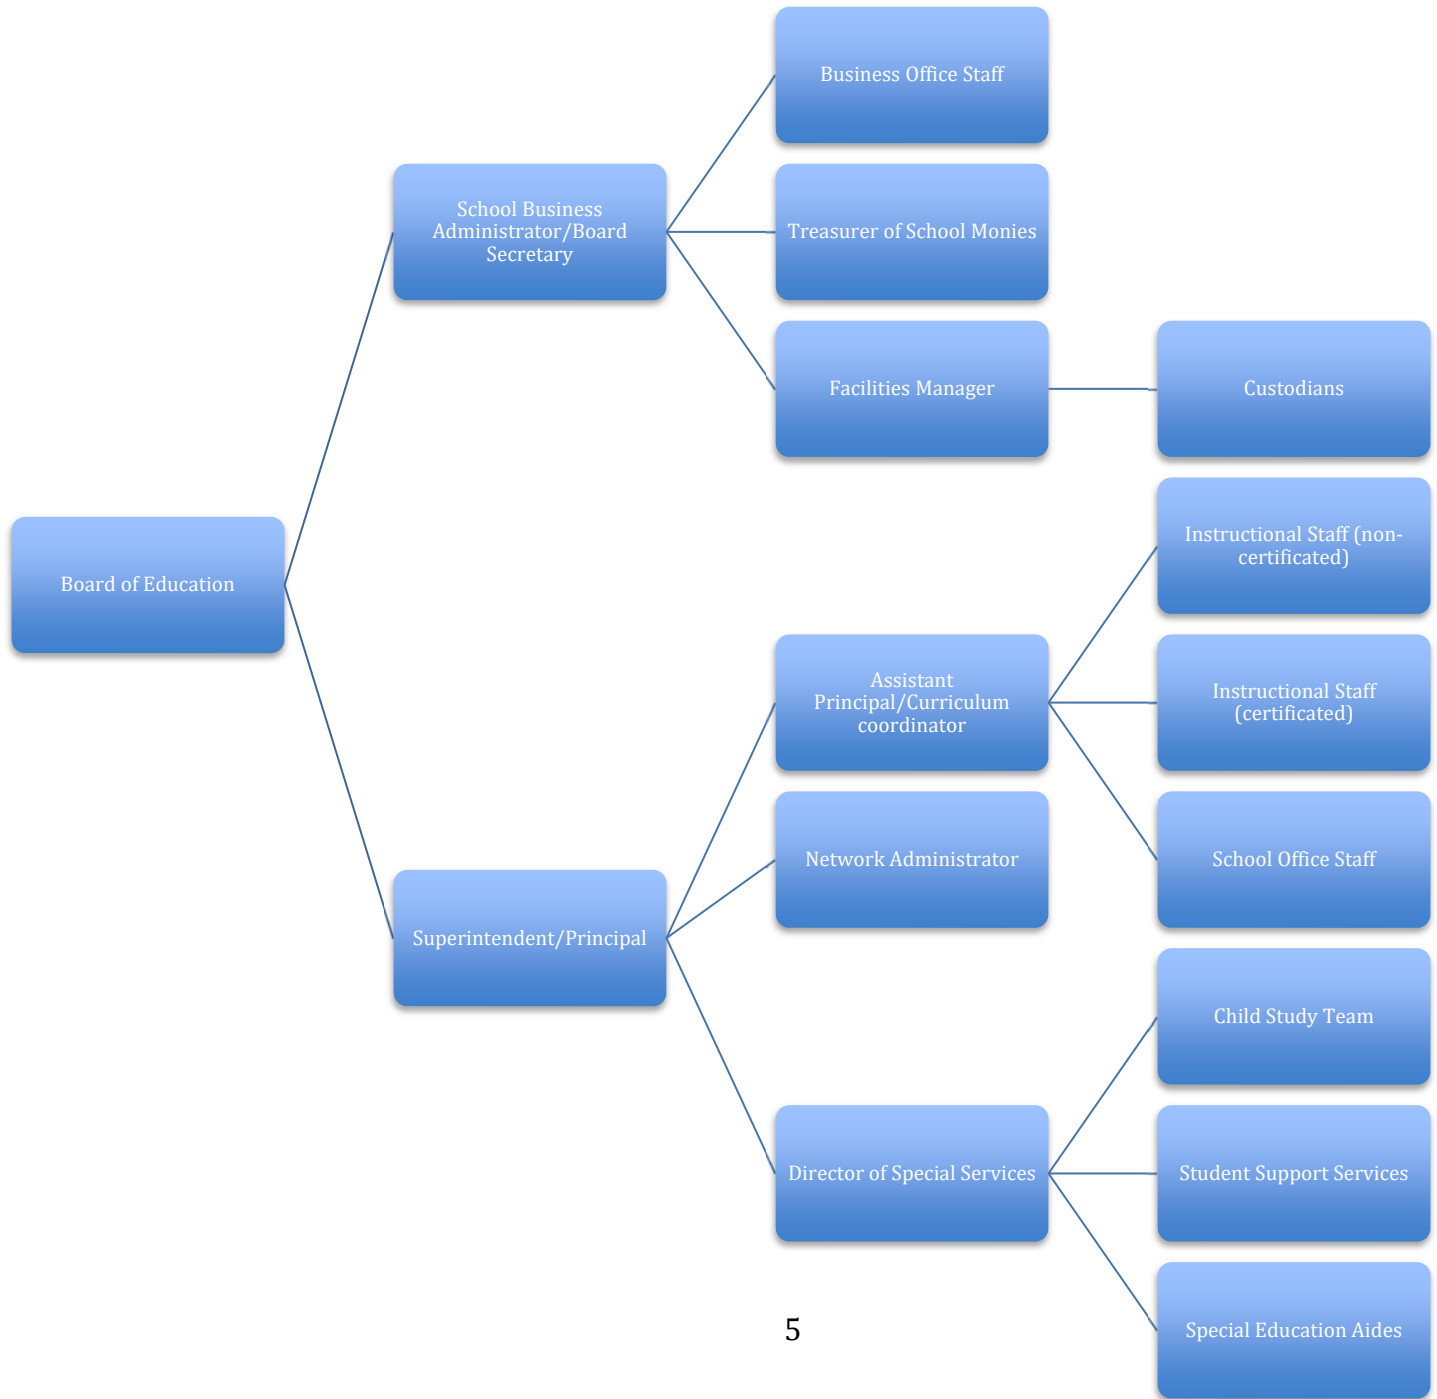 Business Office Staff
School Business
Administrator/Board
Secretary
Treasurer of School Monies
Facilities Manager
Custodians
Board of Education
Instructional Staff (non-
certificated)
Assistant
Principal/Curriculum
coordinator
Instructional Staff
(certificated)
Network Administrator
School Office Staff
Superintendent/Principal
Child Study Team
Director of Special Services
Student Support Services
Special Education Aides
5